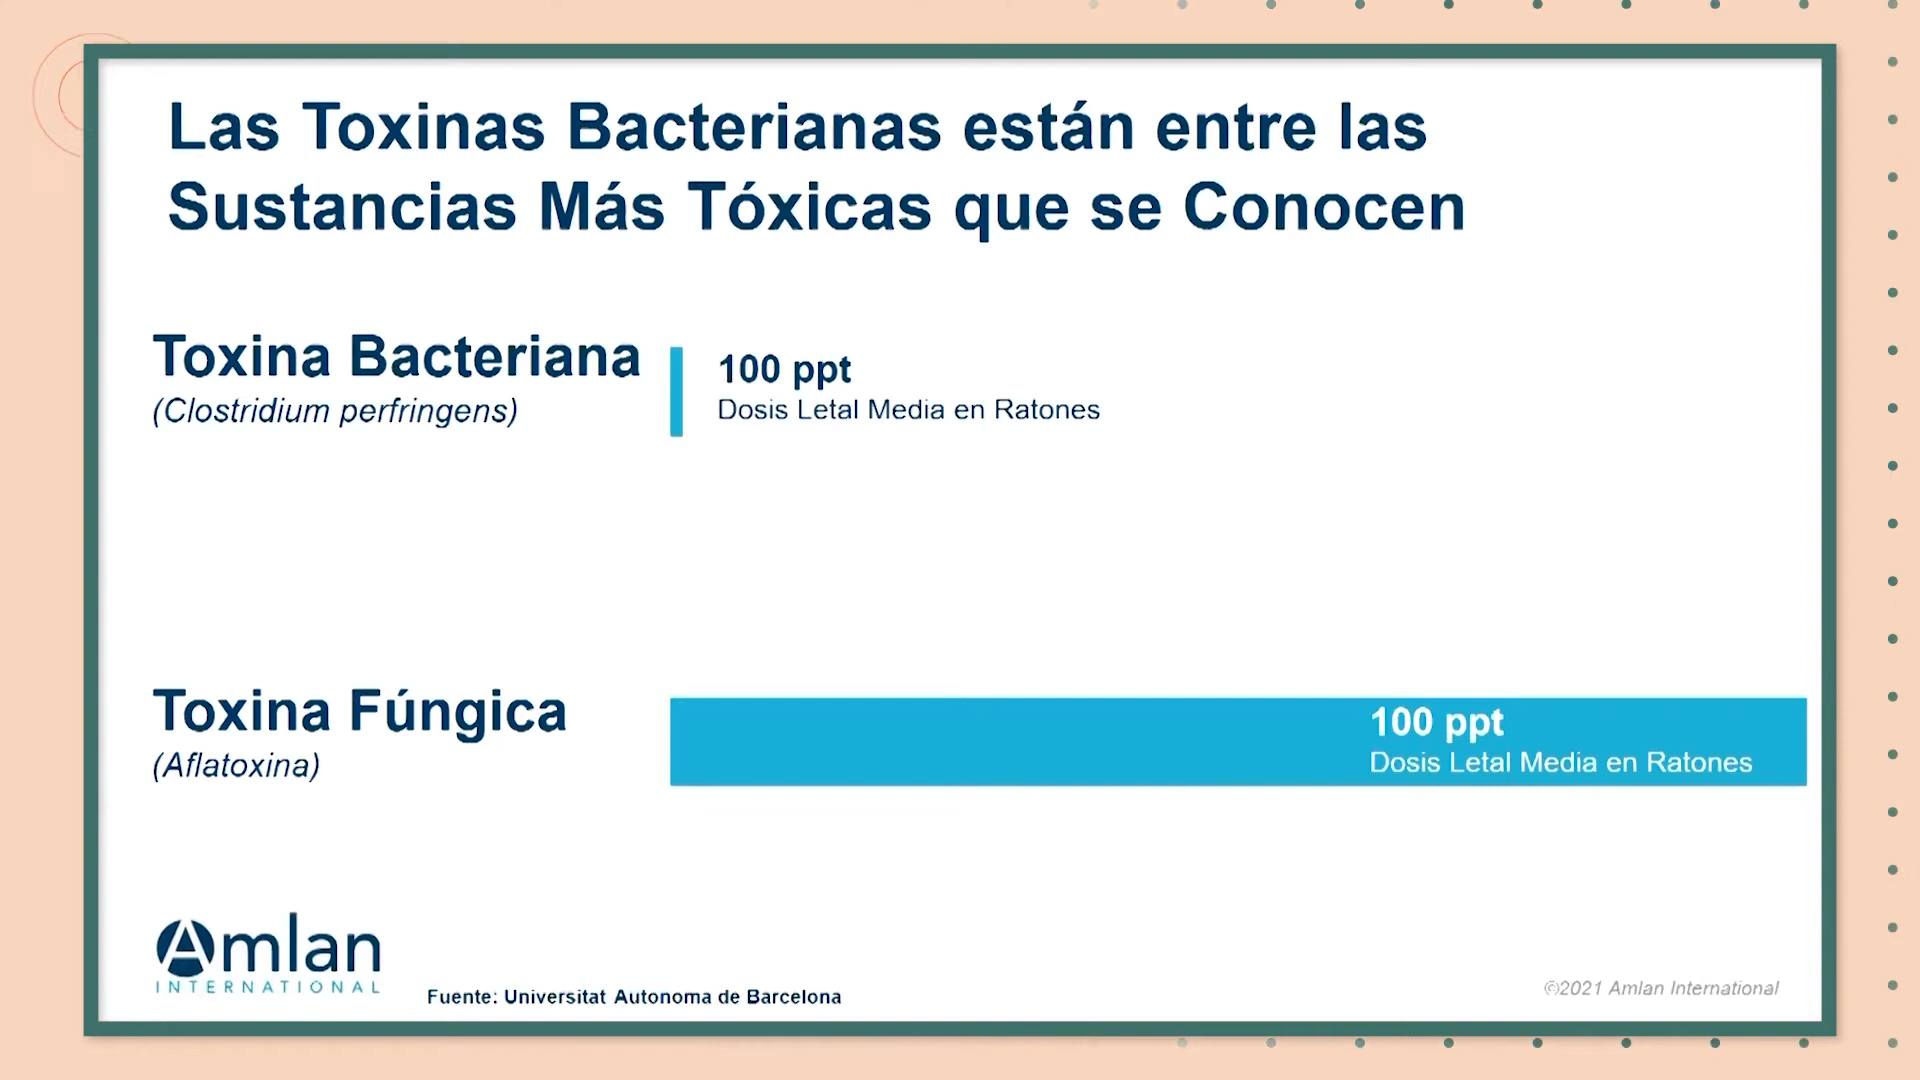 Las Toxinas Bacterianas están entre las
Sustancias Más Tóxicas que se Conocen
Toxina Bacteriana
(Clostridium perfringens)
100 ppt
Dosis Letal Media en Ratones
Toxina Fúngica
(Aflatoxina)
100 ppt
Dosis Letal Media en Ratones
Amlan
INTERNATIONAL
Fuente: Universitat Autonoma de Barcelona
©2021 Amlan International